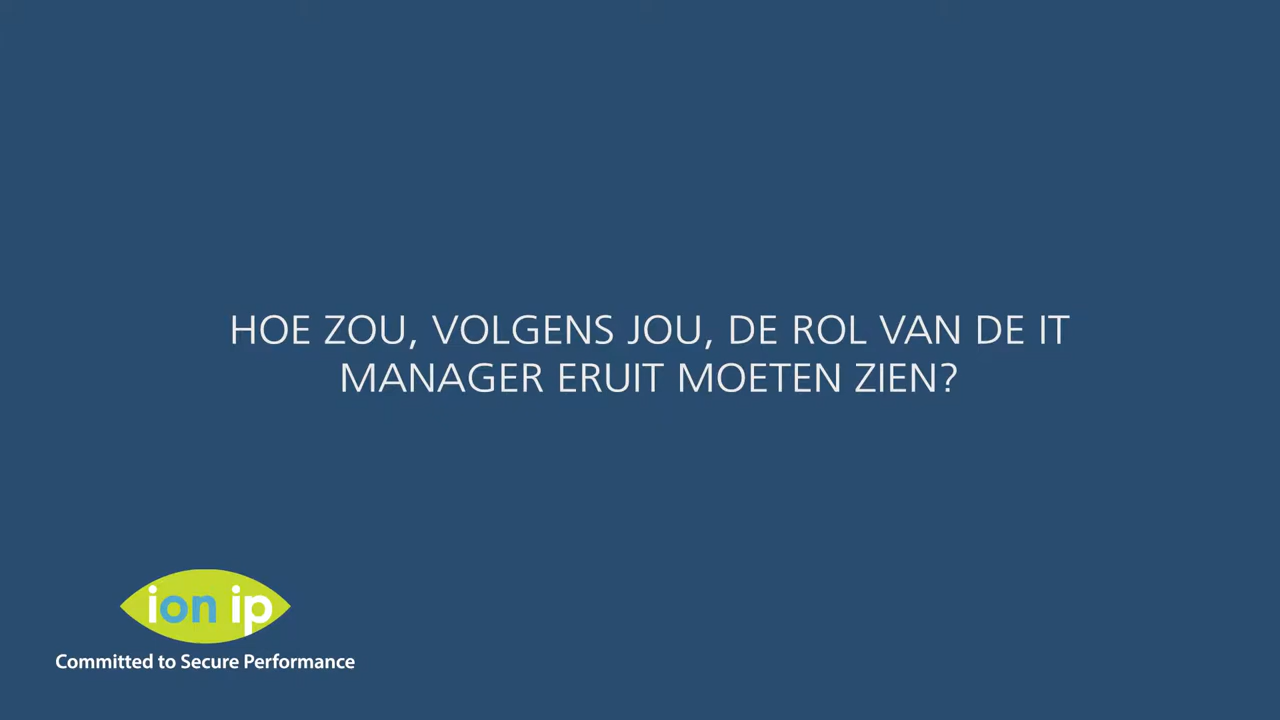 HOE ZOU, VOLGENS JOU, DE ROL VAN DE IT
MANAGER ERUIT MOETEN ZIEN?
ion ip
Committed to Secure Performance